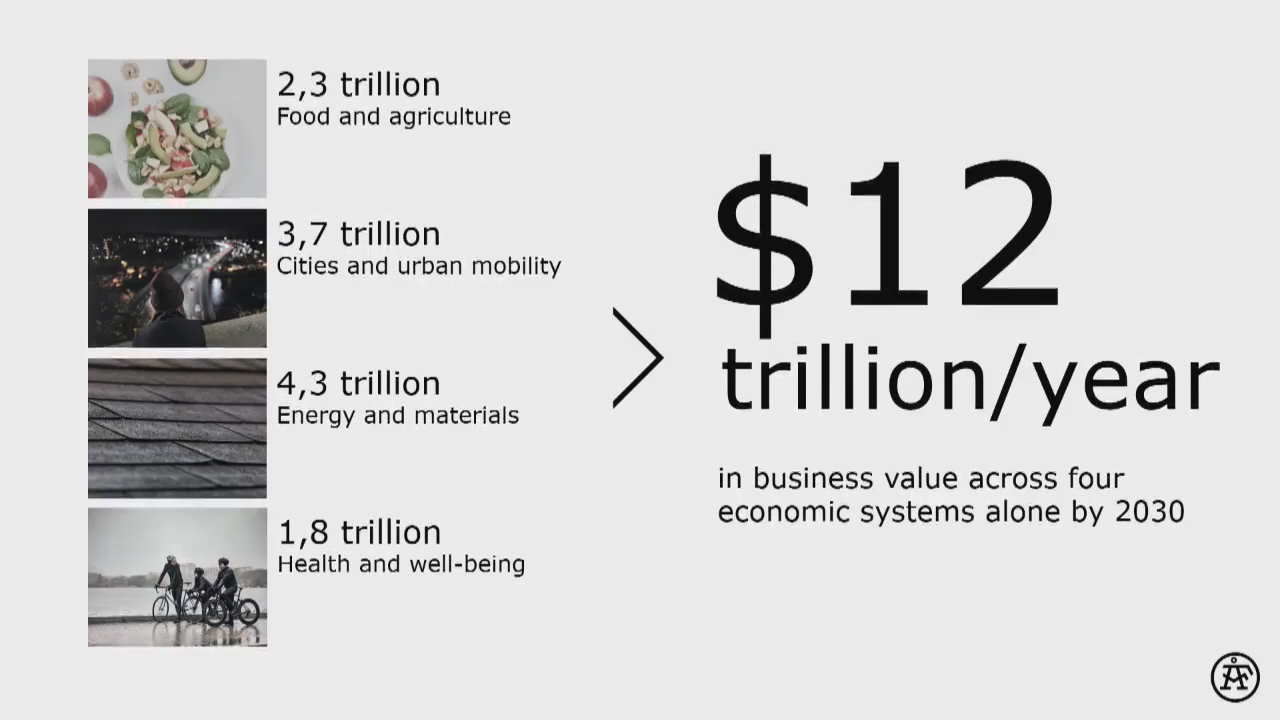 2,3 trillion
Food and agriculture
3,7 trillion
Cities and urban mobility
4,3 trillion
Energy and materials
1,8 trillion
Health and well-being
$12
trillion/year
in business value across four
economic systems alone by 2030
ÅF